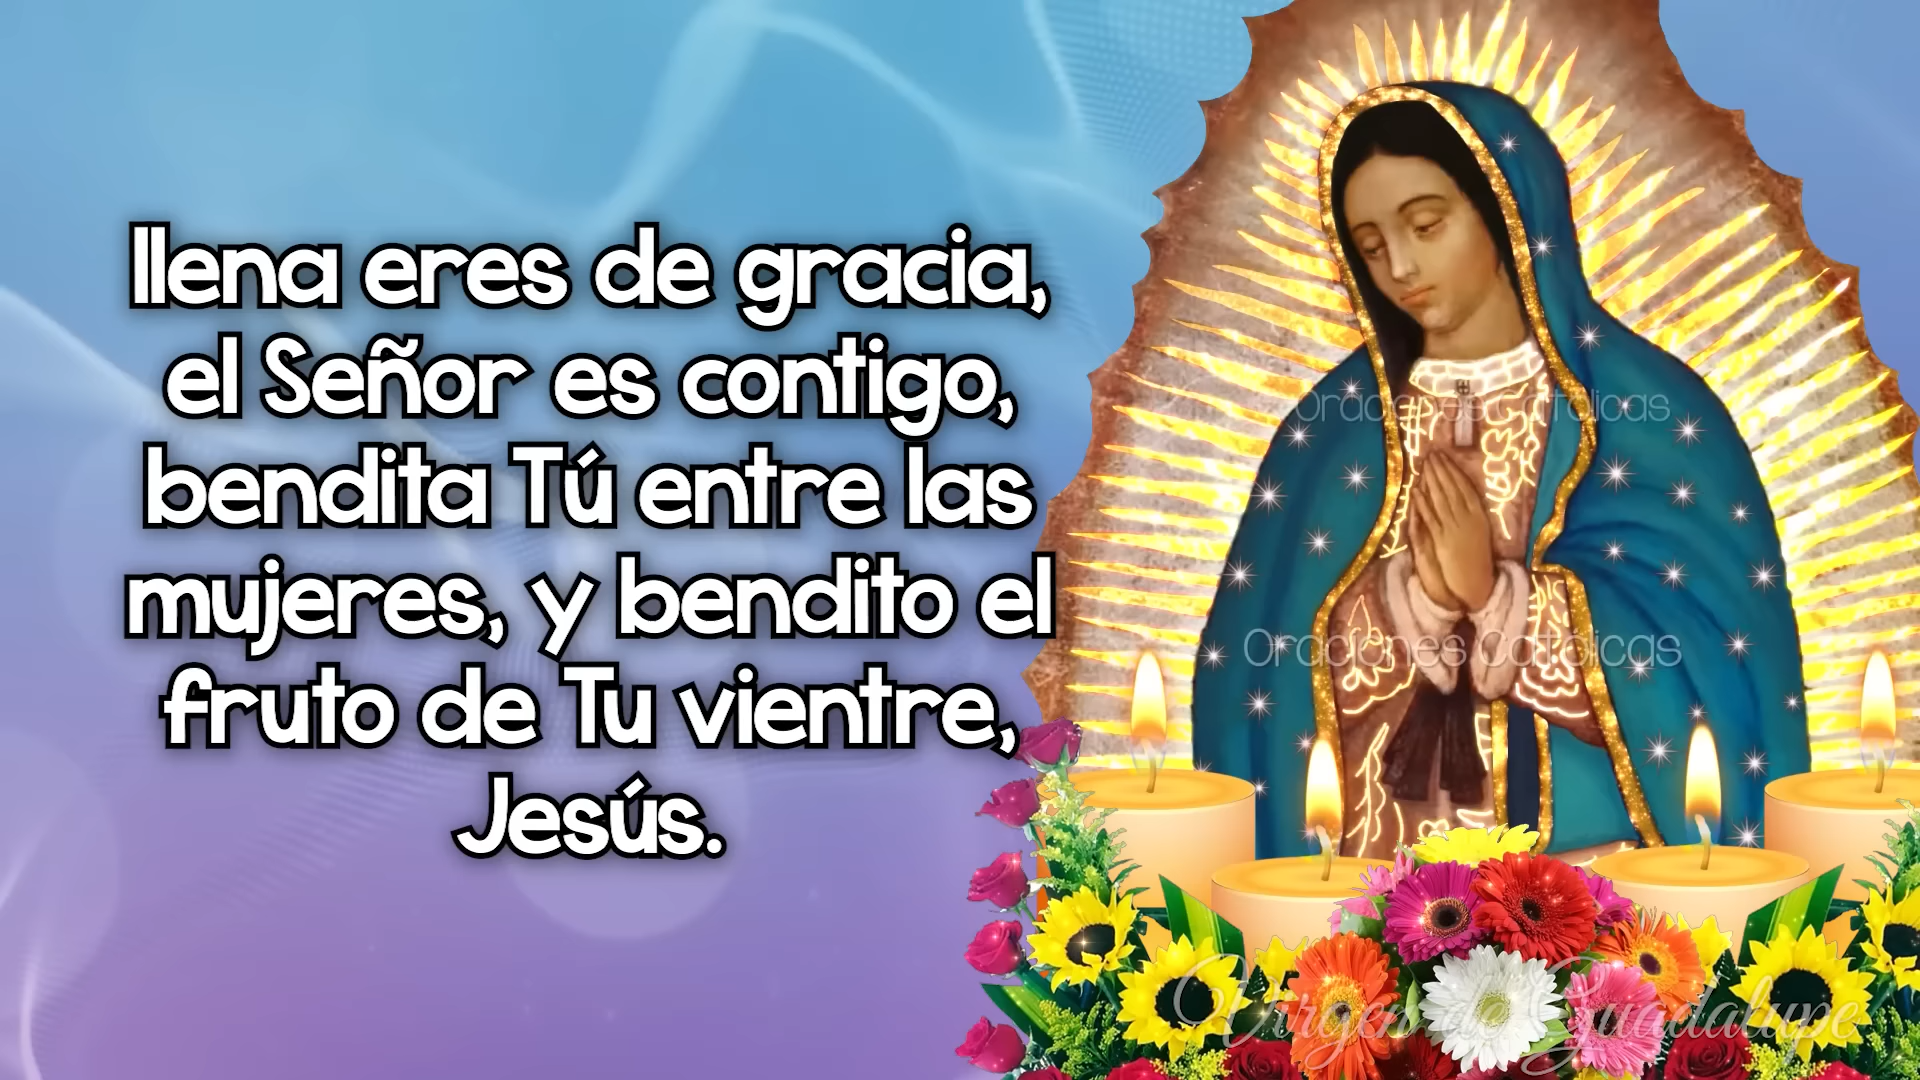 llena eres de gracia,
el Señor es contigo,
bendita Tú entre las
mujeres, y bendito el
fruto de Tu vientre,
Jesús.
Oraciones Católicas
Oraciones Católicas
Virgen de Guadalupe